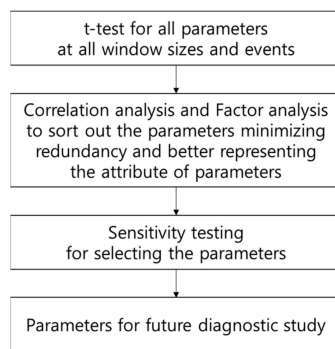 t-test for all parameters
at all window sizes and events
Correlation analysis and Factor analysis
to sort out the parameters minimizing
redundancy and better representing
the attribute of parameters
Sensitivity testing
for selecting the parameters
Parameters for future diagnostic study